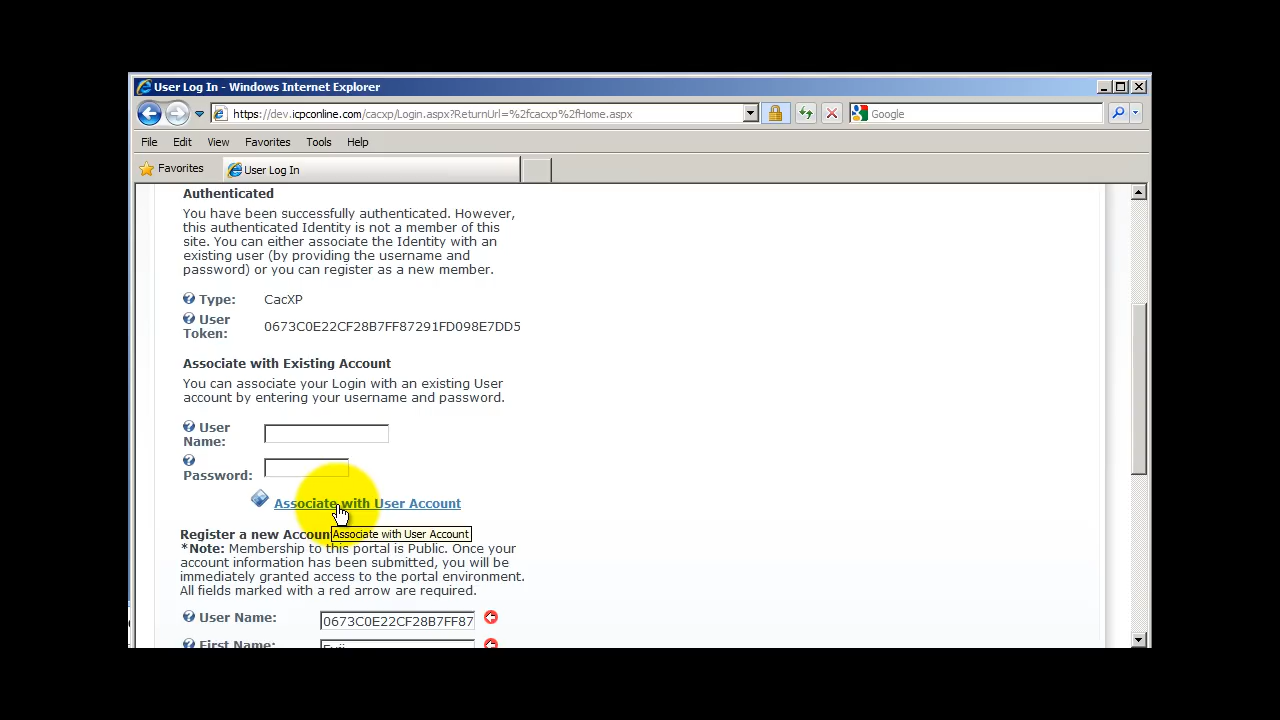 User Log In - Windows Internet Explorer
https://dev.icpconline.com/cacxp/Login.aspx?ReturnUrl=%2fcacxp%2fHome.aspx
Google
File Edit View Favorites Tools Help
Favorites
User Log In
Authenticated
You have been successfully authenticated. However,
this authenticated Identity is not a member of this
site. You can either associate the Identity with an
existing user (by providing the username and
password) or you can register as a new member.
Type: CacXP
User
Token: 0673C0E22CF28B7FF87291FD098E7DD5
Associate with Existing Account
You can associate your Login with an existing User
account by entering your username and password.
User
Name:
Password:
Associate with User Account
Register a new Accoun
Associate with User Account
*Note: Membership to this portal is Public. Once your
account information has been submitted, you will be
immediately granted access to the portal environment.
All fields marked with a red arrow are required.
User Name: 0673C0E22CF28B7FF87
First Name: